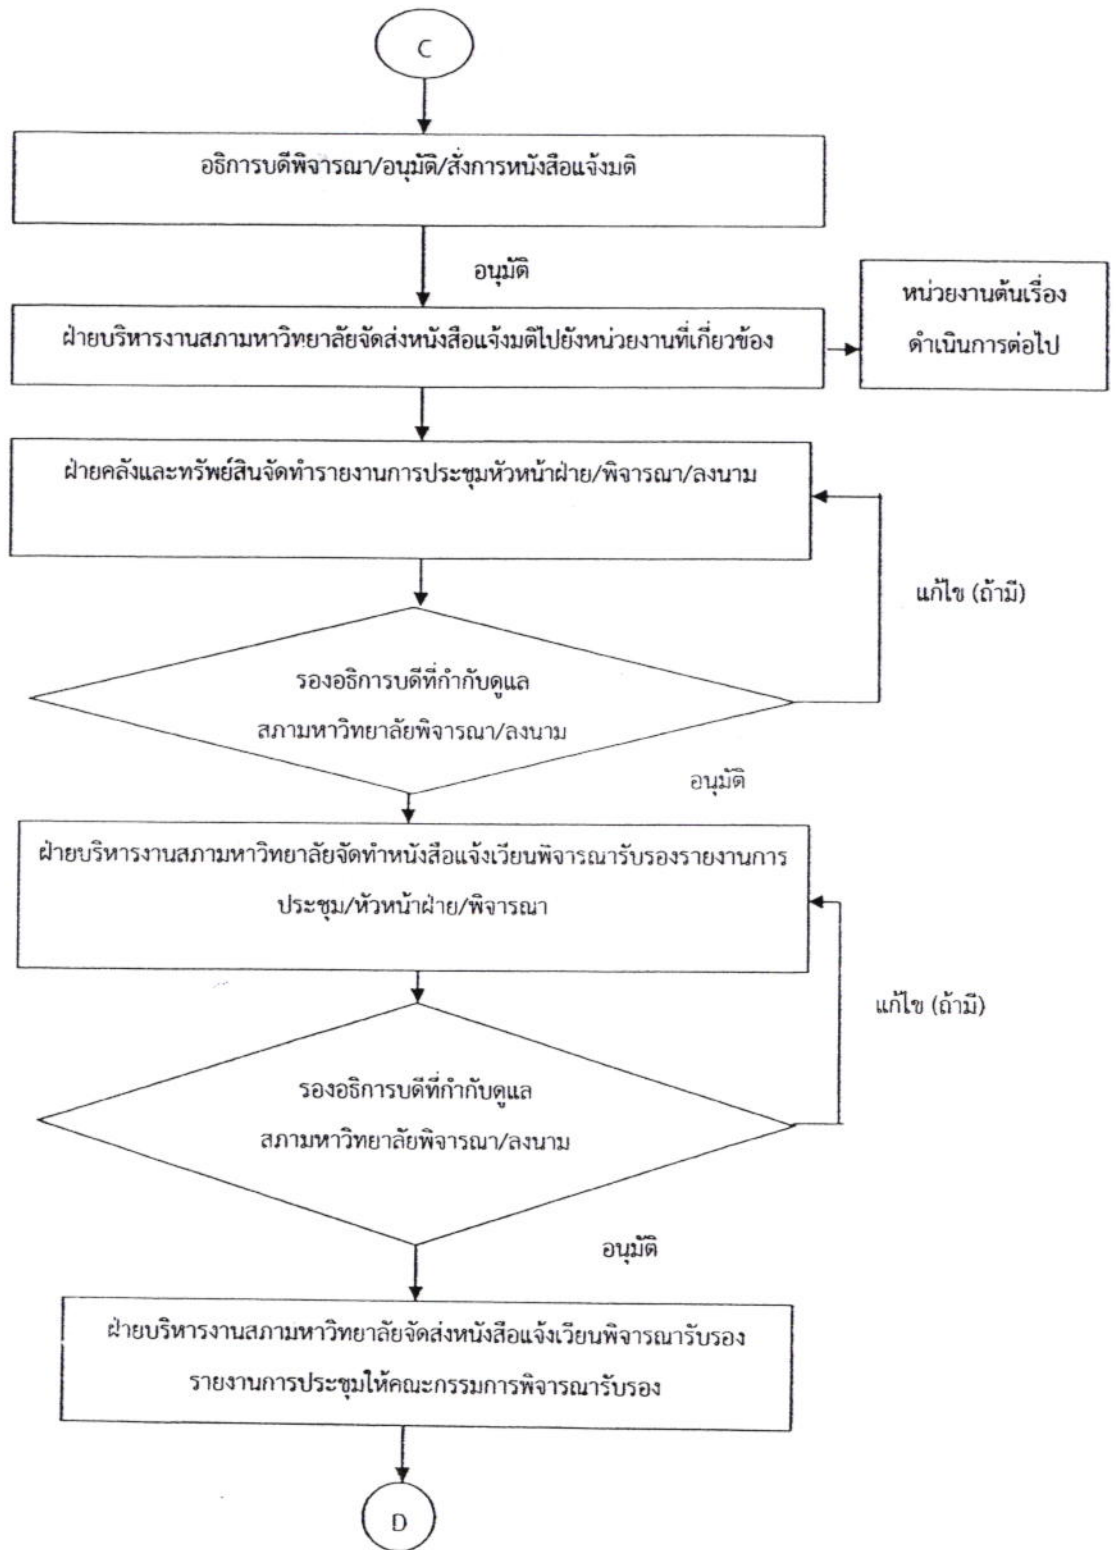 C
อธิการบดีพิจารณา/อนุมัติ/สั่งการหนังสือแจ้งมติ
อนุมัติ
ฝ่ายบริหารงานสภามหาวิทยาลัยจัดส่งหนังสือแจ้งมติไปยังหน่วยงานที่เกี่ยวข้อง
หน่วยงานต้นเรื่อง
ดำเนินการต่อไป
ฝ่ายคลังและทรัพย์สินจัดทำรายงานการประชุมหัวหน้าฝ่าย/พิจารณา/ลงนาม
แก้ไข (ถ้ามี)
รองอธิการบดีที่กำกับดูแล
สภามหาวิทยาลัยพิจารณา/ลงนาม
อนุมัติ
ฝ่ายบริหารงานสภามหาวิทยาลัยจัดทำหนังสือแจ้งเวียนพิจารณารับรองรายงานการ
ประชุม/หัวหน้าฝ่าย/พิจารณา
แก้ไข (ถ้ามี)
รองอธิการบดีที่กำกับดูแล
สภามหาวิทยาลัยพิจารณา/ลงนาม
อนุมัติ
ฝ่ายบริหารงานสภามหาวิทยาลัยจัดส่งหนังสือแจ้งเวียนพิจารณารับรอง
รายงานการประชุมให้คณะกรรมการพิจารณารับรอง
D